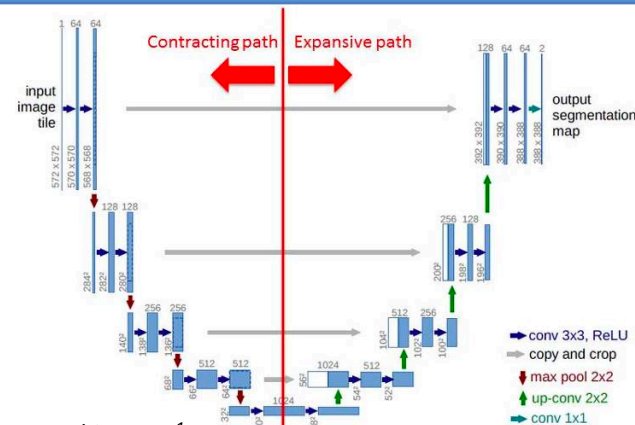 Contracting path
Expansive path
1 64 64
128 64 64 2
input
image
tile
output
segmentation
map
572 x 572
570 x 570
568 x 568
392 x 392
390 x 390
388 x 388
388 x 388
128 128
256 128
284²
282²
280²
200²
198²
196²
256 256
512 256
140²
138²
136²
104²
102²
100²
512 512
1024 512
68²
66²
64²
56²
54²
52²
1024
32²
conv 3x3, ReLU
copy and crop
max pool 2x2
up-conv 2x2
conv 1x1